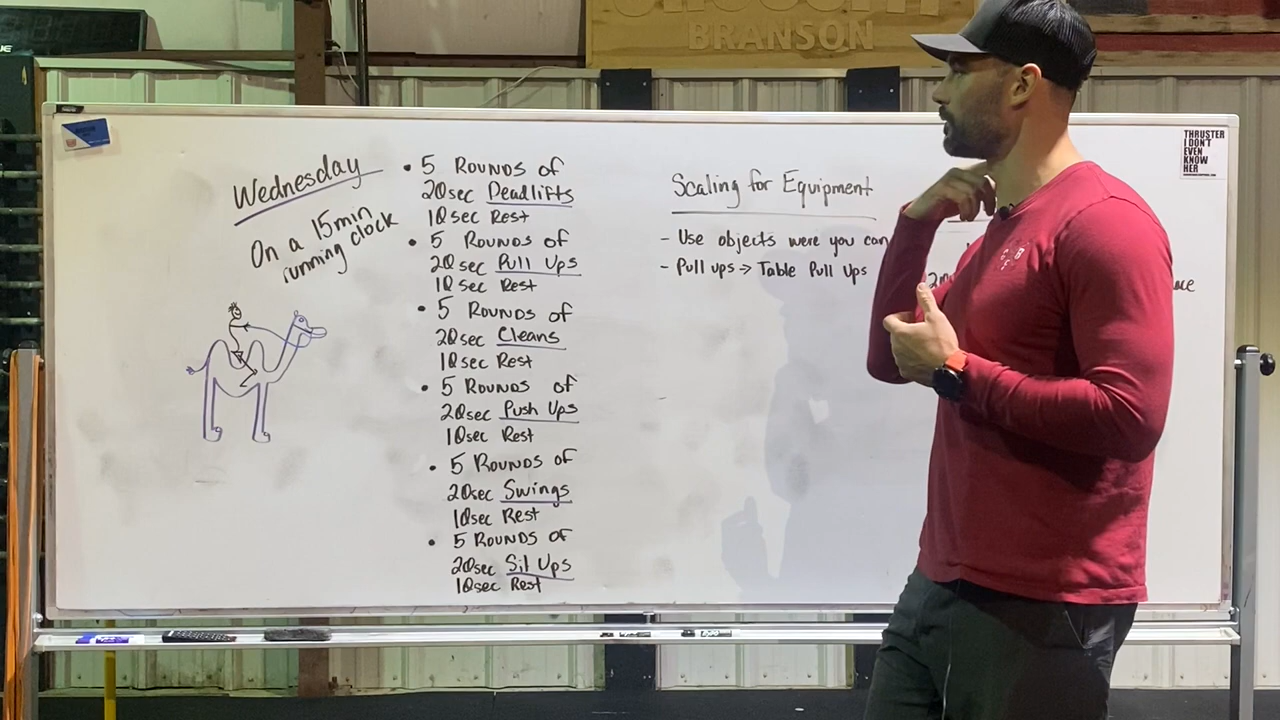 BRANSON
THRUSTER
I DON'T
EVEN
KNOW
HER
Wednesday
On a 15min
running clock
• 5 Rounds of
20sec Deadlifts
10sec Rest
• 5 Rounds of
20sec Pull Ups
10sec Rest
• 5 Rounds of
20sec Cleans
10sec Rest
• 5 Rounds of
20sec Push Ups
10sec Rest
• 5 Rounds of
20sec Swings
10sec Rest
• 5 Rounds of
20sec Sit Ups
10sec Rest
Scaling for Equipment
- Use objects were you can
- Pull ups → Table Pull Ups